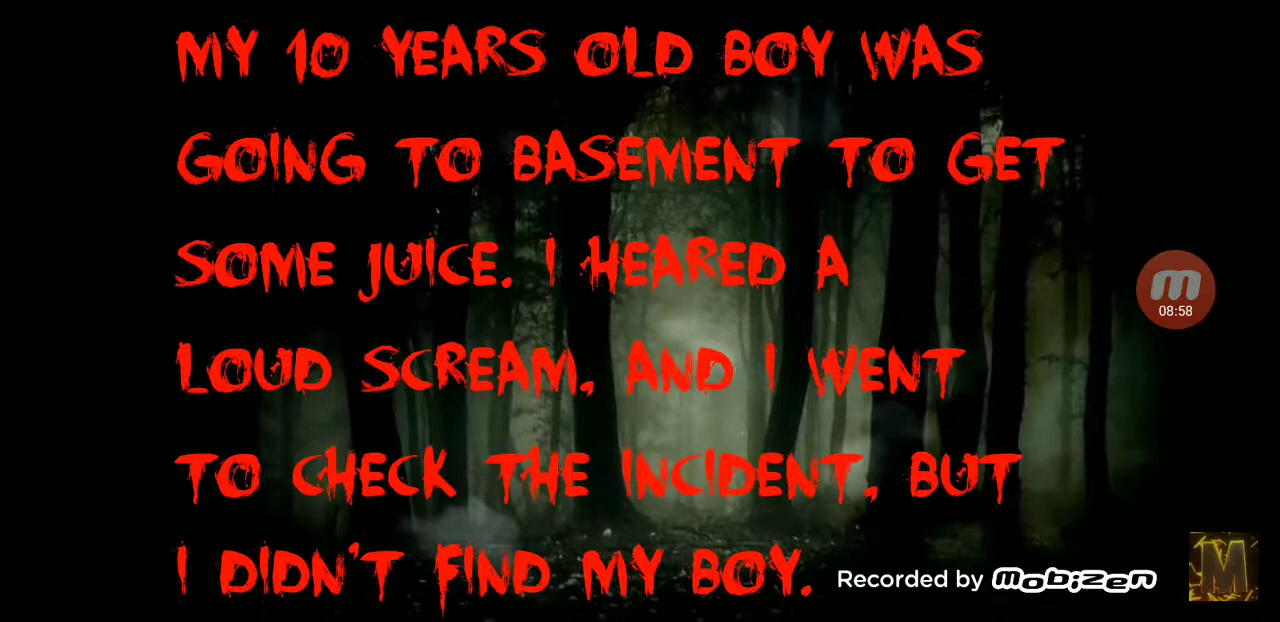 MY 10 YEARS OLD BOY WAS
GOING TO BASEMENT TO GET
SOME JUICE. I HEARED A
LOUD SCREAM, AND I WENT
TO CHECK THE INCIDENT, BUT
I DIDN'T FIND MY BOY.
m
08:58
Recorded by mobizen
M